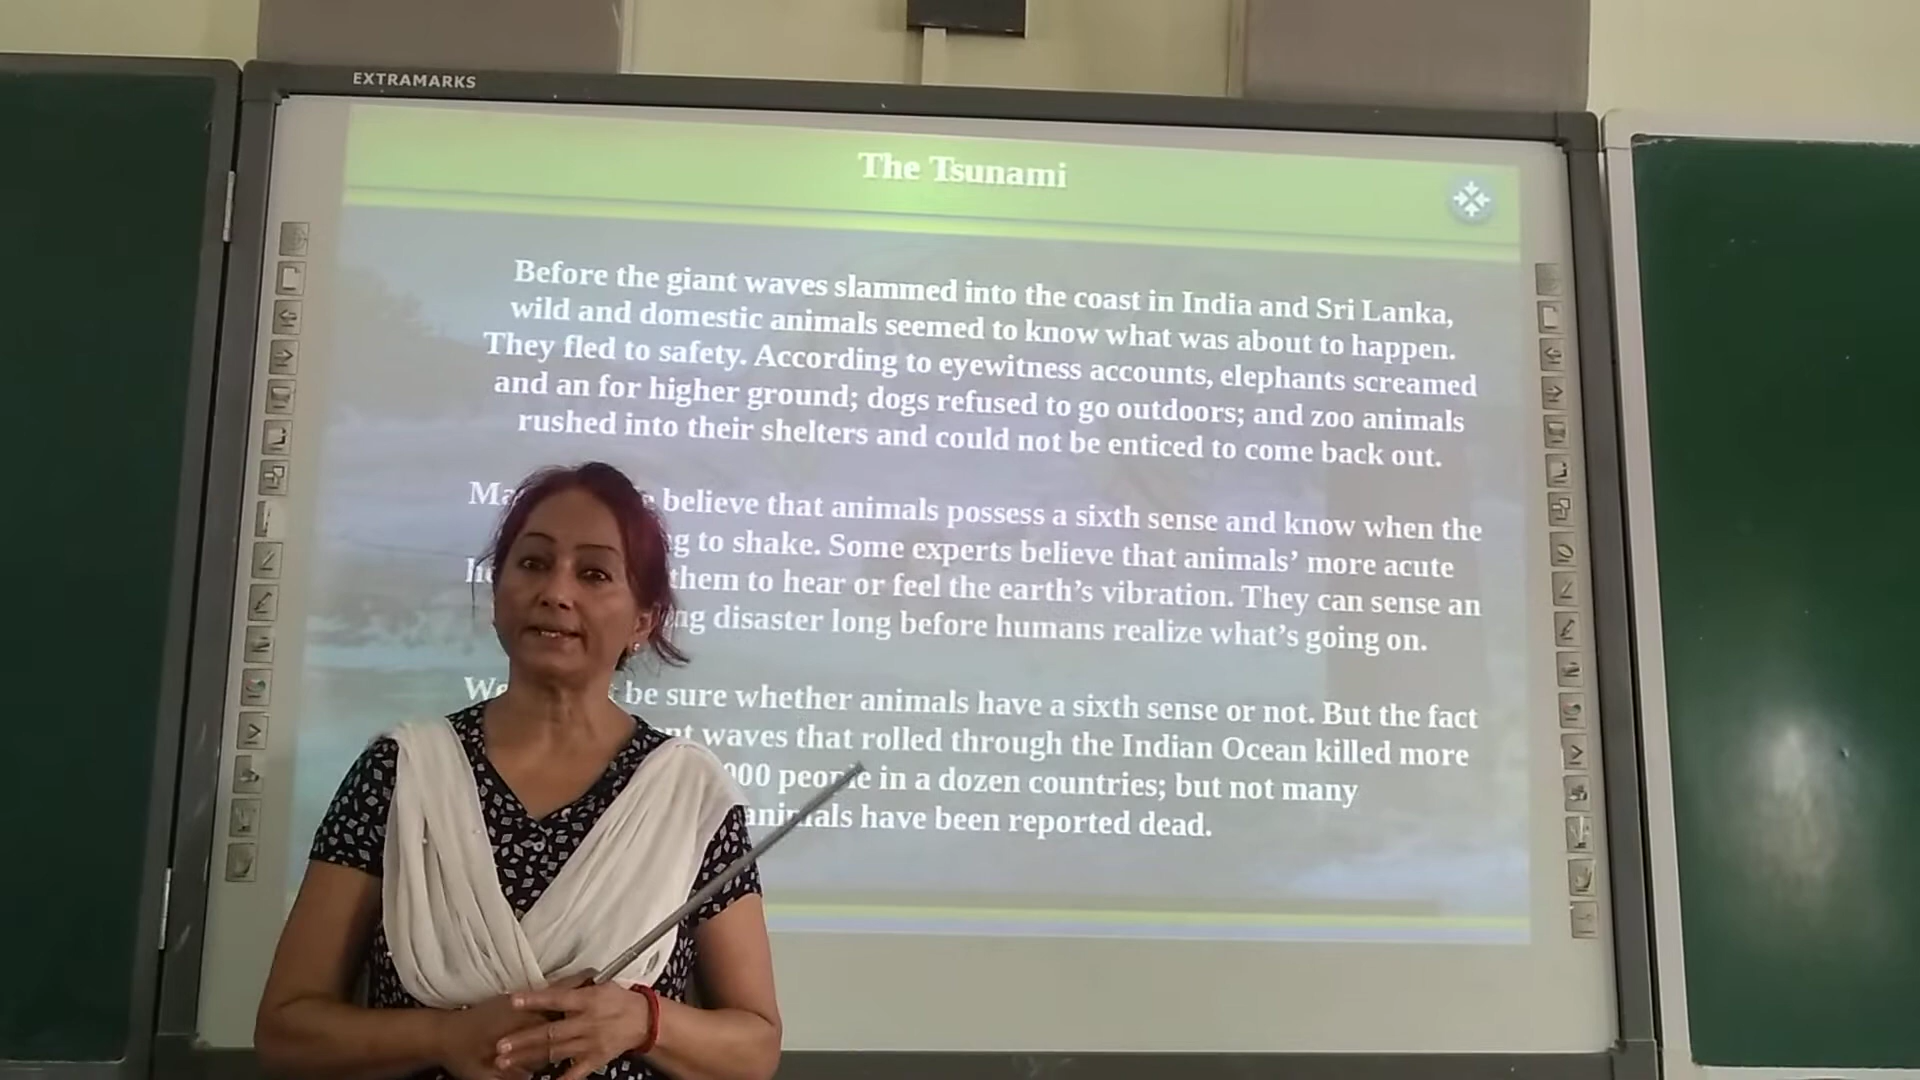 EXTRAMARKS
The Tsunami
Before the giant waves slammed into the coast in India and Sri Lanka,
wild and domestic animals seemed to know what was about to happen.
They fled to safety. According to eyewitness accounts, elephants screamed
and an for higher ground; dogs refused to go outdoors; and zoo animals
rushed into their shelters and could not be enticed to come back out.
believe that animals possess a sixth sense and know when the
to shake. Some experts believe that animals’ more acute
them to hear or feel the earth’s vibration. They can sense an
disaster long before humans realize what’s going on.
be sure whether animals have a sixth sense or not. But the fact
waves that rolled through the Indian Ocean killed more
people in a dozen countries; but not many
animals have been reported dead.